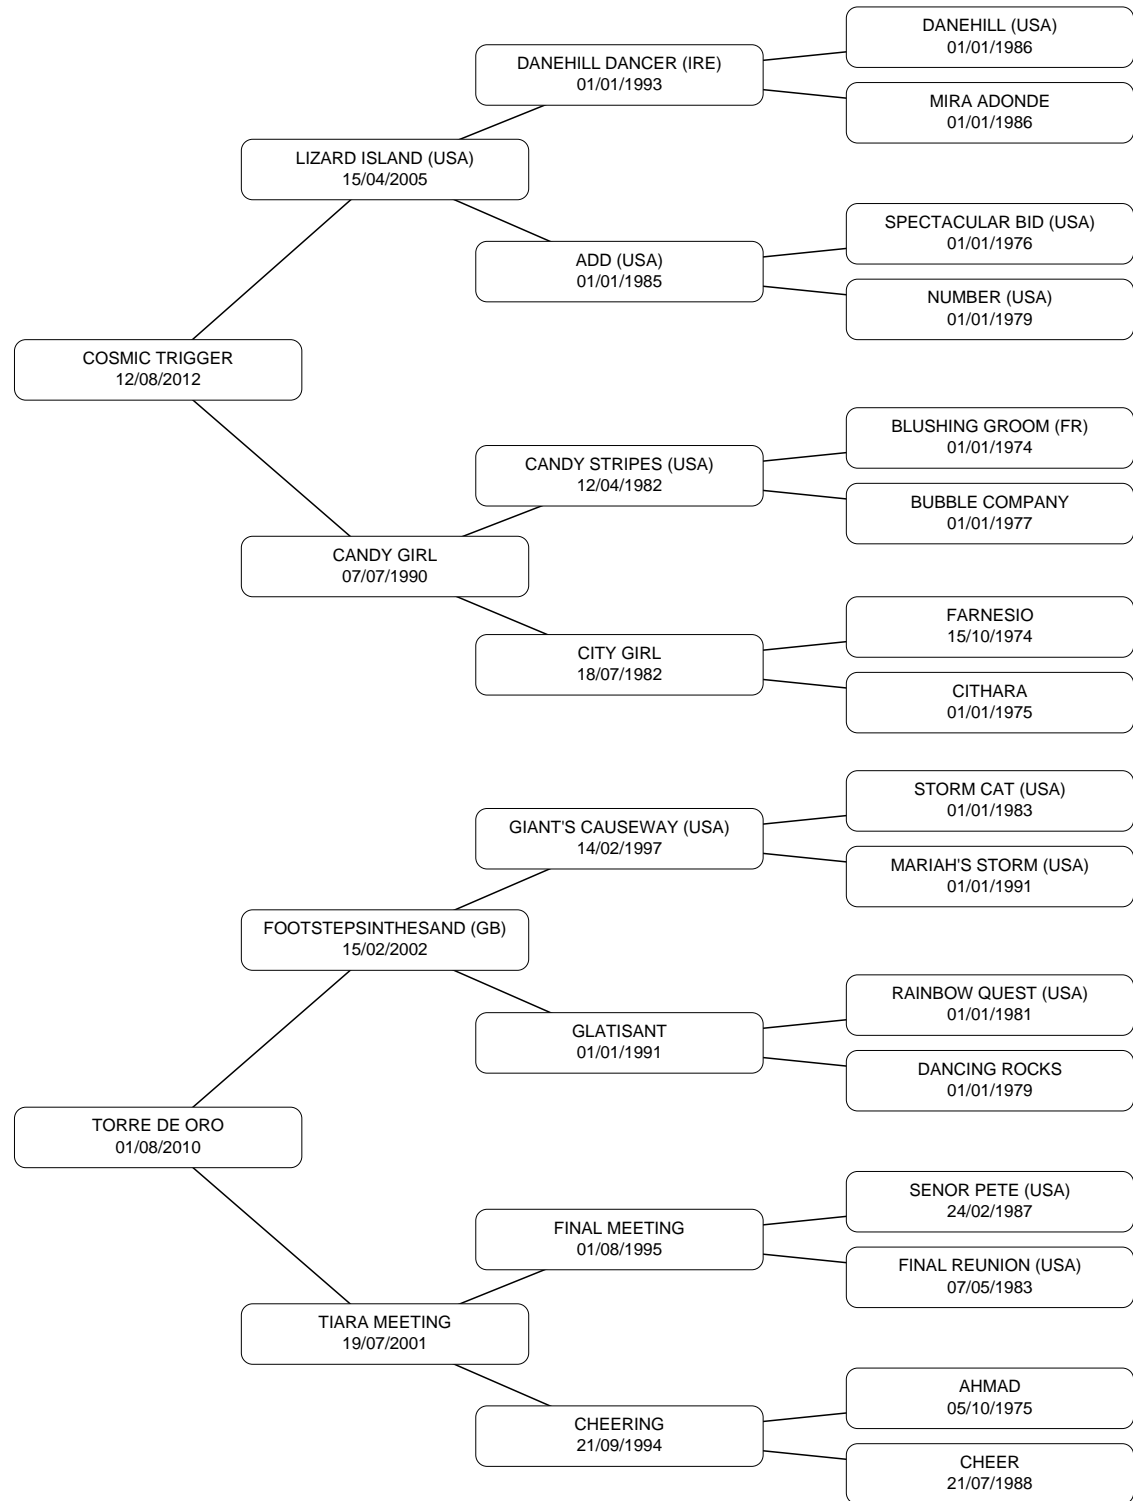 DANEHILL (USA)
01/01/1986
DANEHILL DANCER (IRE)
01/01/1993
MIRA ADONDE
01/01/1986
LIZARD ISLAND (USA)
15/04/2005
SPECTACULAR BID (USA)
01/01/1976
ADD (USA)
01/01/1985
NUMBER (USA)
01/01/1979
COSMIC TRIGGER
12/08/2012
BLUSHING GROOM (FR)
01/01/1974
CANDY STRIPES (USA)
12/04/1982
BUBBLE COMPANY
01/01/1977
CANDY GIRL
07/07/1990
FARNESIO
15/10/1974
CITY GIRL
18/07/1982
CITHARA
01/01/1975
STORM CAT (USA)
01/01/1983
GIANT'S CAUSEWAY (USA)
14/02/1997
MARIAH'S STORM (USA)
01/01/1991
FOOTSTEPSINTHESAND (GB)
15/02/2002
RAINBOW QUEST (USA)
01/01/1981
GLATISANT
01/01/1991
DANCING ROCKS
01/01/1979
TORRE DE ORO
01/08/2010
SENOR PETE (USA)
24/02/1987
FINAL MEETING
01/08/1995
FINAL REUNION (USA)
07/05/1983
TIARA MEETING
19/07/2001
AHMAD
05/10/1975
CHEERING
21/09/1994
CHEER
21/07/1988